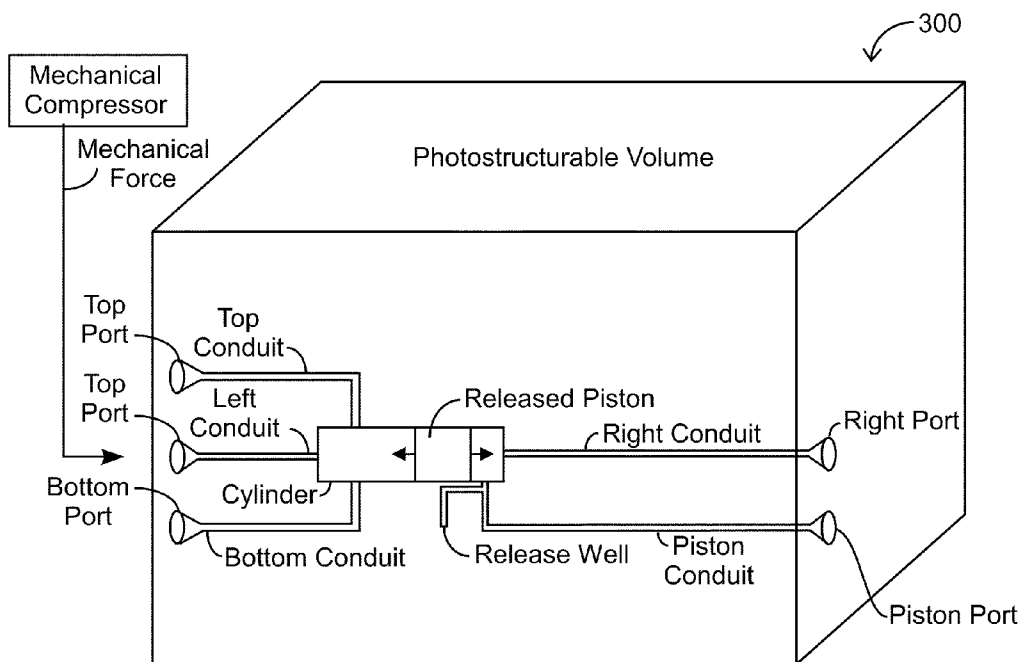 300
Mechanical
Compressor
Mechanical
Force
Photostructurable Volume
Top
Port
Top
Conduit
Top
Port
Left
Conduit
Released Piston
Right Conduit
Right Port
Bottom
Port
Cylinder
Bottom Conduit
Release Well
Piston
Conduit
Piston Port